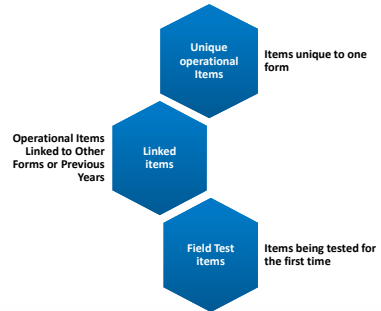 Unique
operational
Items
Items unique to one
form
Operational Items
Linked to Other
Forms or Previous
Years
Linked
items
Field Test
items
Items being tested for
the first time